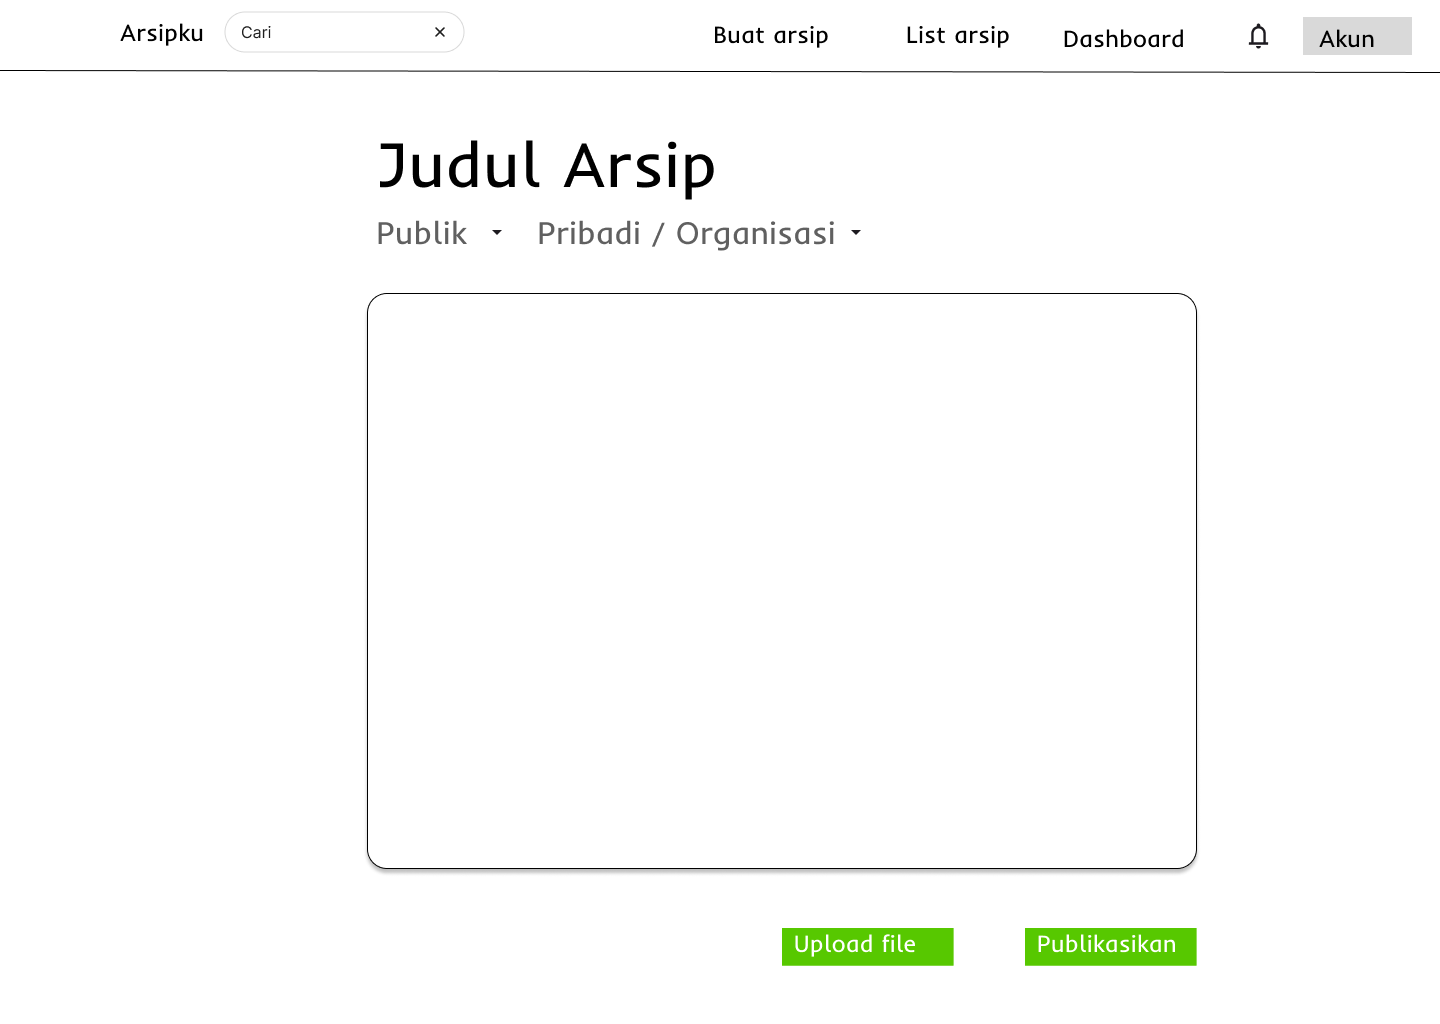 Arsipku Cari Buat arsip List arsip Dashboard Akun
Judul Arsip
Publik Pribadi / Organisasi
Upload file Publikasikan